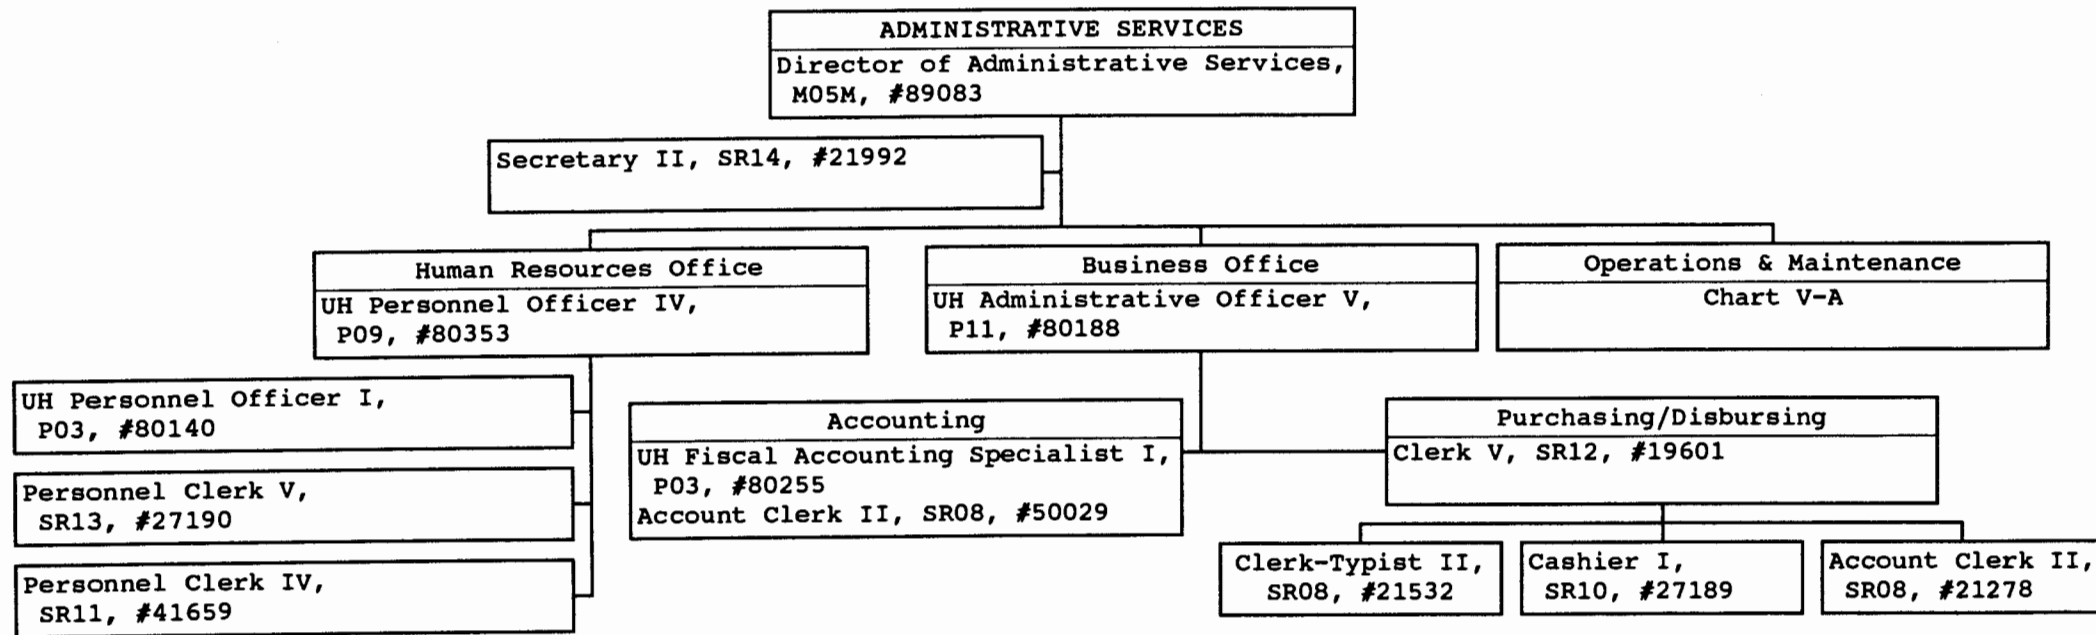 ADMINISTRATIVE SERVICES
Director of Administrative Services,
M05M, #89083
Secretary II, SR14, #21992
Human Resources Office
UH Personnel Officer IV,
P09, #80353
Business Office
UH Administrative Officer V,
P11, #80188
Operations & Maintenance
Chart V-A
UH Personnel Officer I,
P03, #80140
Personnel Clerk V,
SR13, #27190
Personnel Clerk IV,
SR11, #41659
Accounting
UH Fiscal Accounting Specialist I,
P03, #80255
Account Clerk II, SR08, #50029
Purchasing/Disbursing
Clerk V, SR12, #19601
Clerk-Typist II,
SR08, #21532
Cashier I,
SR10, #27189
Account Clerk II,
SR08, #21278